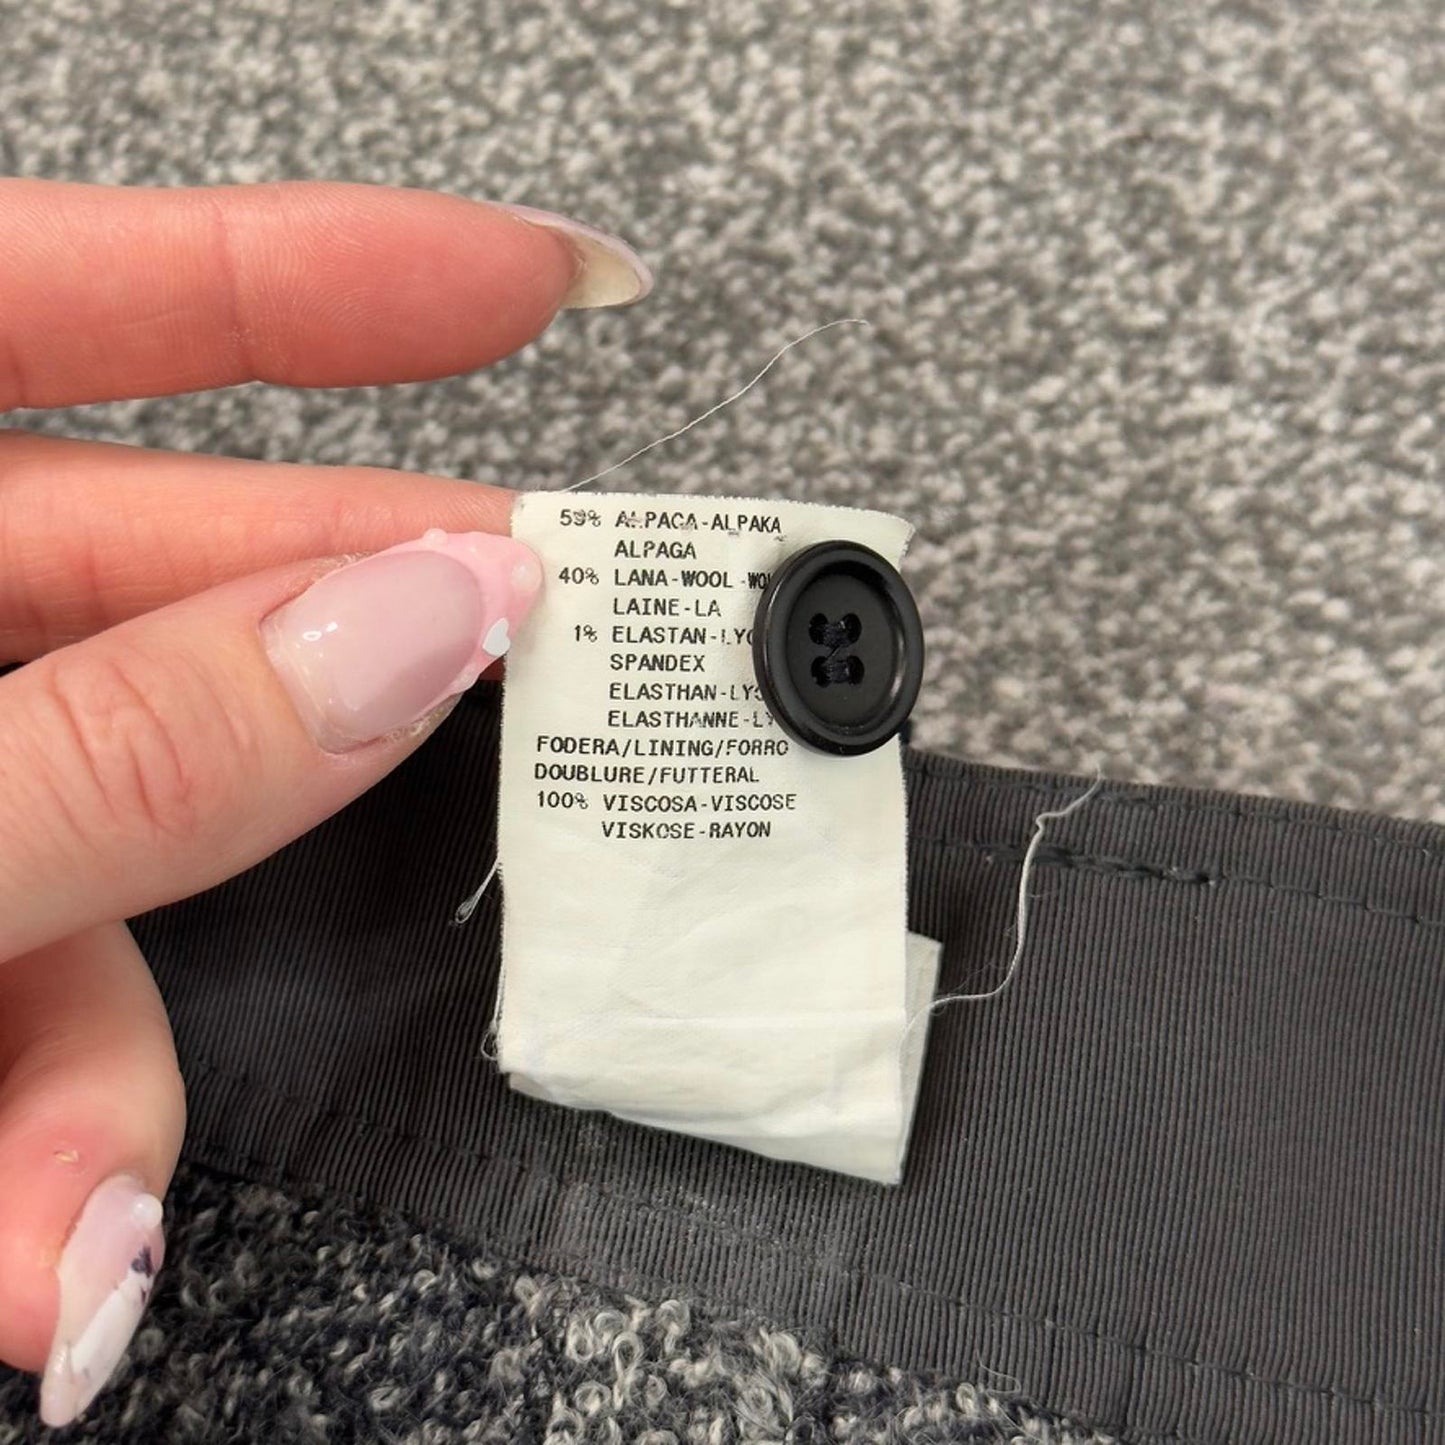 59% ALPACA-ALPAKA
ALPAGA
40% LANA-WOOL
LAINE-LA
1% ELASTAN-
SPANDEX
ELASTHAN-
ELASTHANNE-
FODERA/LINING/FORRO
DOUBLURE/FUTTERAL
100% VISCOSA-VISCOSE
VISKOSE-RAYON